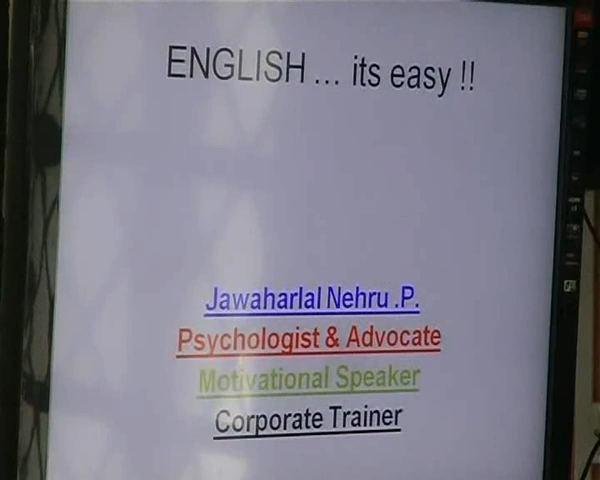 ENGLISH ... its easy !!
Jawaharlal Nehru .P.
Psychologist & Advocate
Motivational Speaker
Corporate Trainer